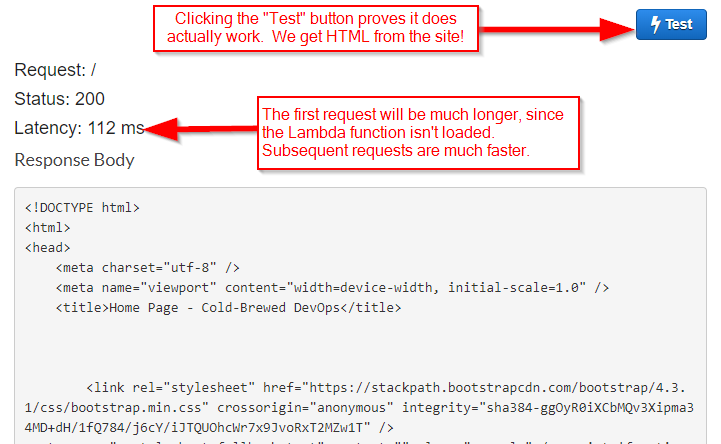 Clicking the "Test" button proves it does
actually work.  We get HTML from the site!
Test
Request: /
Status: 200
Latency: 112 ms
The first request will be much longer, since
the Lambda function isn't loaded.
Subsequent requests are much faster.
Response Body
<!DOCTYPE html>
<html>
<head>
    <meta charset="utf-8" />
    <meta name="viewport" content="width=device-width, initial-scale=1.0" />
    <title>Home Page - Cold-Brewed DevOps</title>
        <link rel="stylesheet" href="https://stackpath.bootstrapcdn.com/bootstrap/4.3.
1/css/bootstrap.min.css" crossorigin="anonymous" integrity="sha384-ggOyR0iXCbMQv3Xipma3
4MD+dH/1fQ784/j6cY/iJTQUOhcWr7x9JvoRxT2MZw1T" />